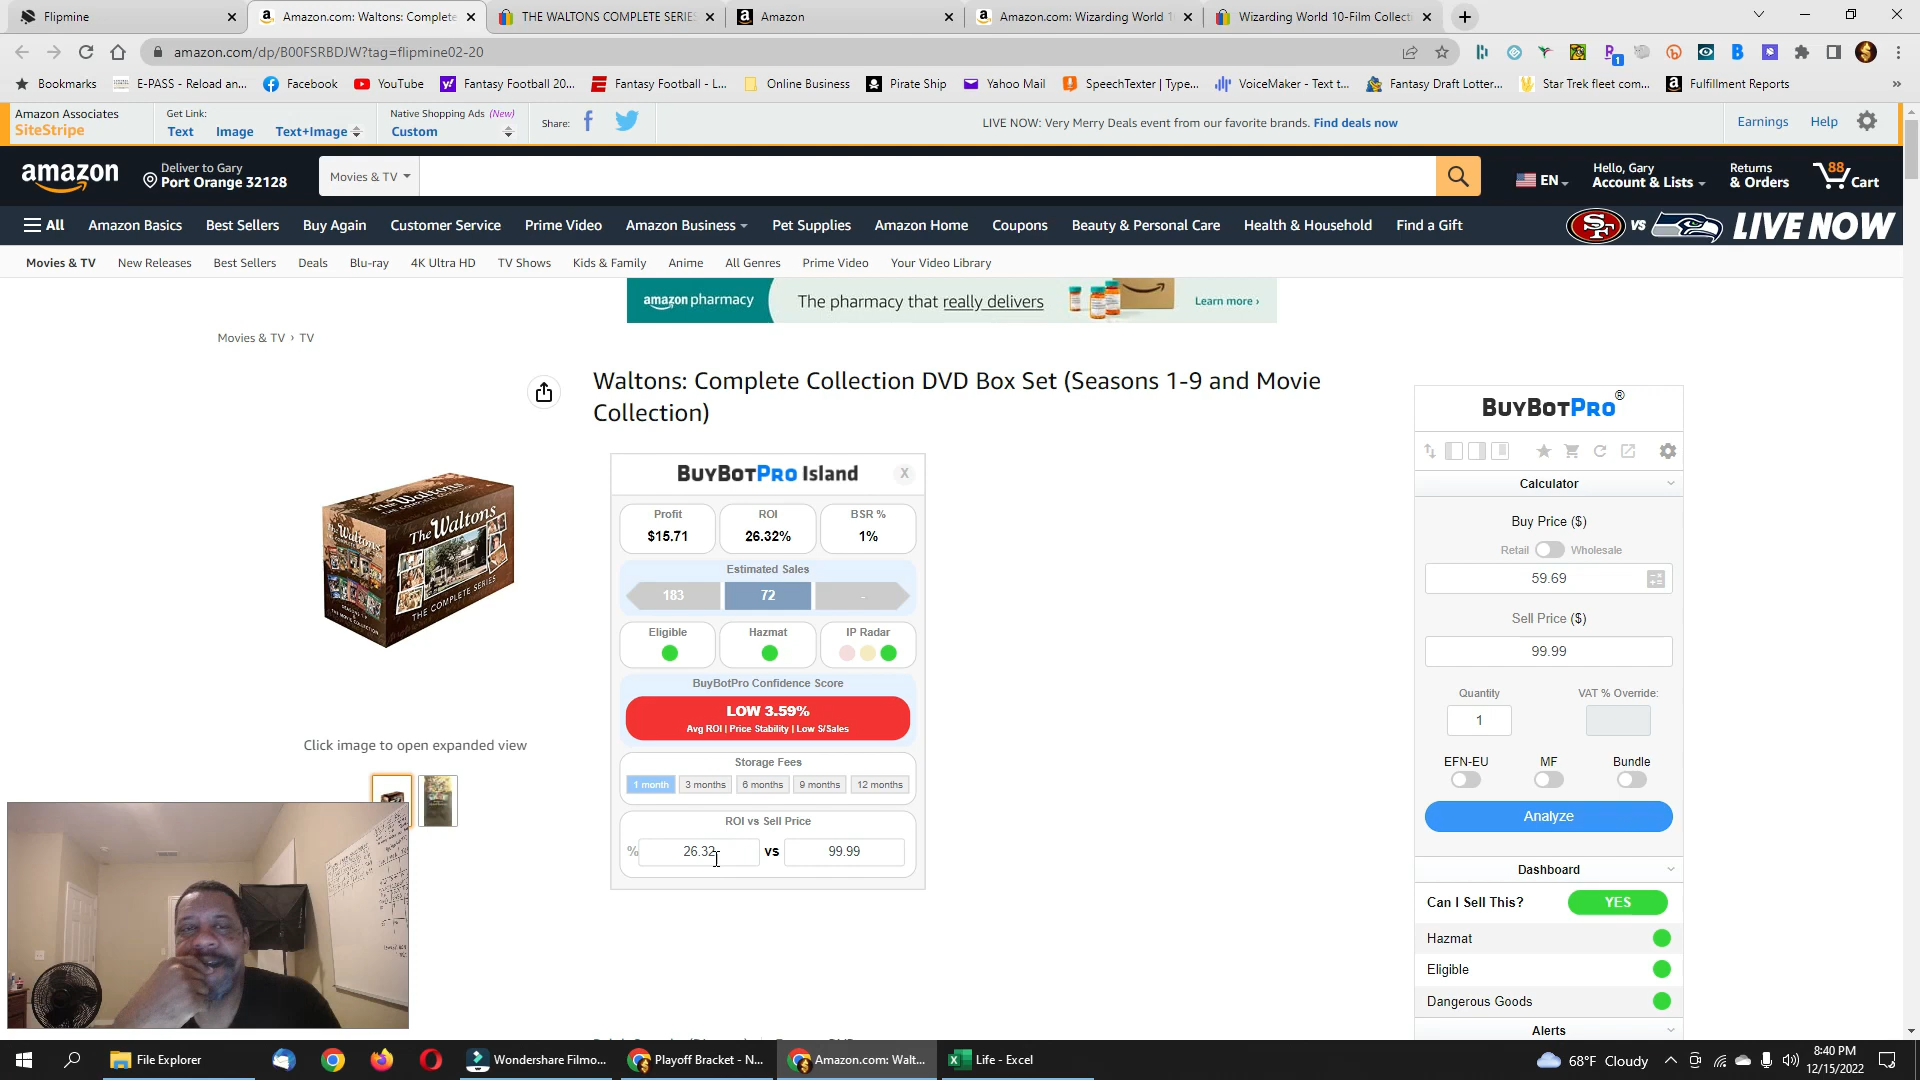 Flipmine
Amazon.com: Waltons: Complete
THE WALTONS COMPLETE SERIE
Amazon
Amazon.com: Wizarding World 1
Wizarding World 10-Film Collect
amazon.com/dp/B00FSRBDJW?tag=flipmine02-20
Bookmarks
E-PASS - Reload an...
Facebook
YouTube
Fantasy Football 20...
Fantasy Football - L...
Online Business
Pirate Ship
Yahoo Mail
SpeechTexter | Type...
VoiceMaker - Text t...
Fantasy Draft Lotter...
Star Trek fleet com...
Fulfillment Reports
Amazon Associates
SiteStripe
Get Link:
Text Image Text+Image
Native Shopping Ads (New)
Custom
Share:
LIVE NOW: Very Merry Deals event from our favorite brands. Find deals now
Earnings Help
amazon
Deliver to Gary
Port Orange 32128
Movies & TV
EN
Hello, Gary
Account & Lists
Returns
& Orders
88
Cart
All Amazon Basics Best Sellers Buy Again Customer Service Prime Video Amazon Business Pet Supplies Amazon Home Coupons Beauty & Personal Care Health & Household Find a Gift
VS LIVE NOW
Movies & TV New Releases Best Sellers Deals Blu-ray 4K Ultra HD TV Shows Kids & Family Anime All Genres Prime Video Your Video Library
amazon pharmacy The pharmacy that really delivers Learn more ›
Movies & TV › TV
Waltons: Complete Collection DVD Box Set (Seasons 1-9 and Movie
Collection)
The Waltons
THE COMPLETE SERIES
Click image to open expanded view
BUYBOTPRO Island
X
Profit ROI BSR %
$15.71 26.32% 1%
Estimated Sales
183 72 -
Eligible Hazmat IP Radar
BuyBotPro Confidence Score
LOW 3.59%
Avg ROI | Price Stability | Low S/Sales
Storage Fees
1 month 3 months 6 months 9 months 12 months
ROI vs Sell Price
% 26.32 vs 99.99
BUYBOTPRO®
Calculator
Buy Price ($)
Retail Wholesale
59.69
Sell Price ($)
99.99
Quantity VAT % Override:
1
EFN-EU MF Bundle
Analyze
Dashboard
Can I Sell This? YES
Hazmat
Eligible
Dangerous Goods
Alerts
File Explorer
Wondershare Filmo...
Playoff Bracket - N...
Amazon.com: Walt...
Life - Excel
68°F Cloudy
8:40 PM
12/15/2022